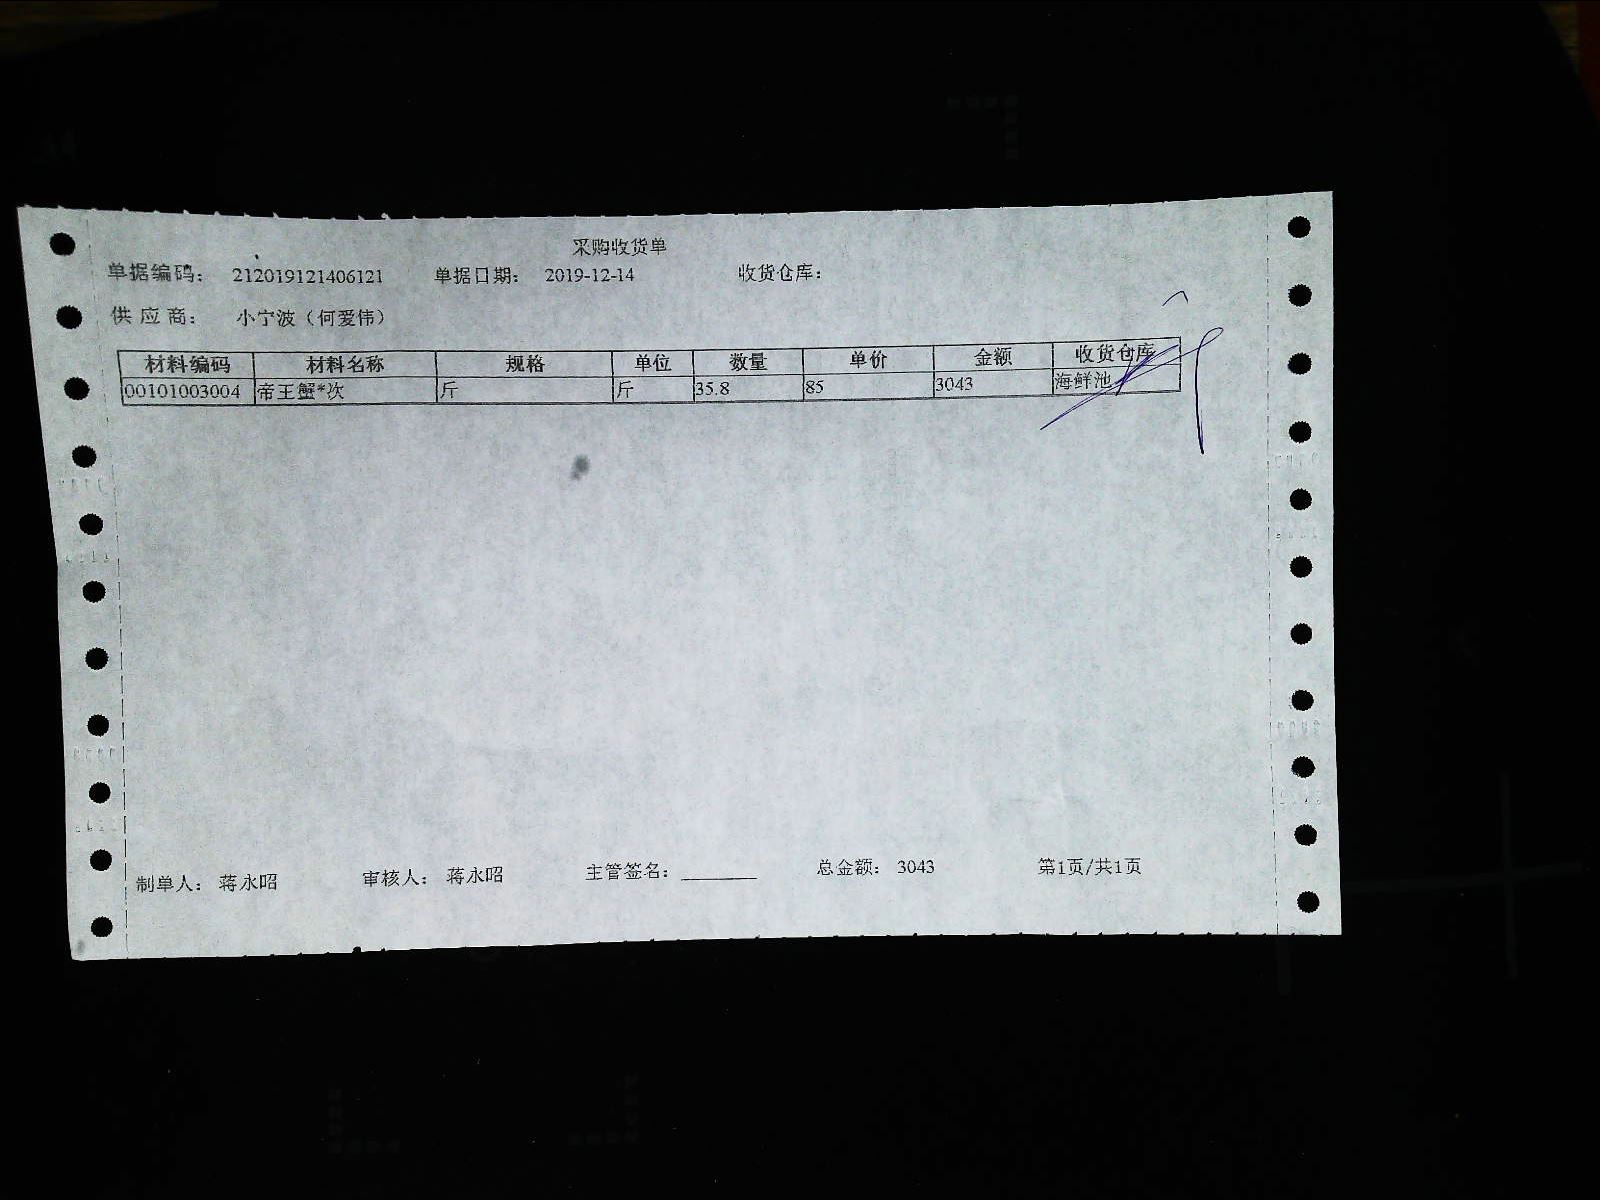 采购收货单
单据编码： 212019121406121 单据日期： 2019-12-14 收货仓库：
供 应 商： 小宁波（何爱伟）
材料编码 材料名称 规格 单位 数量 单价 金额 收货仓库
00101003004 帝王蟹*次 斤 斤 35.8 85 3043 海鲜池
制单人： 蒋永昭 审核人： 蒋永昭 主管签名：________ 总金额： 3043 第1页/共1页